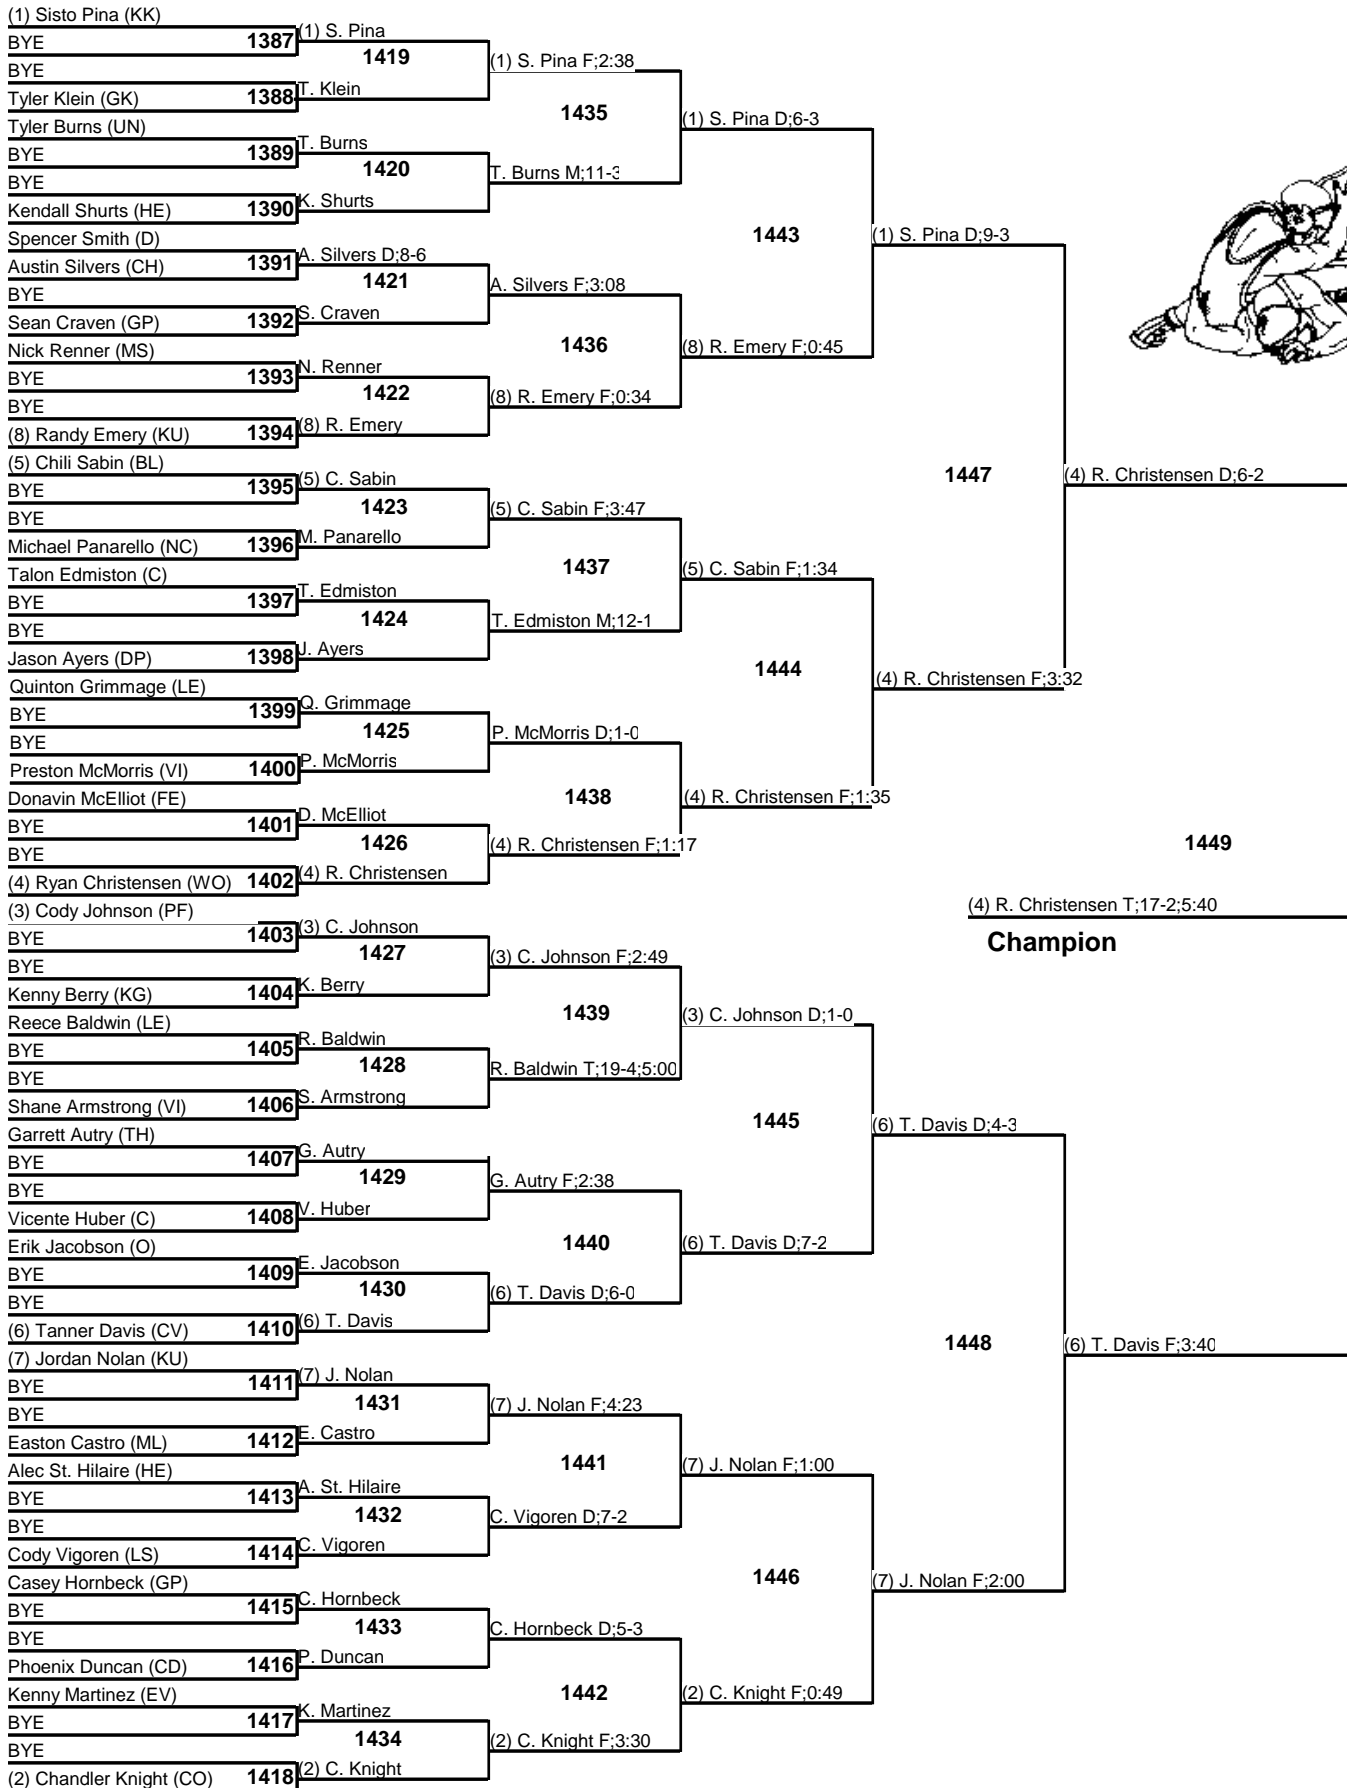 (1) Sisto Pina (KK)
BYE
1387
BYE
Tyler Klein (GK)
1388
Tyler Burns (UN)
BYE
1389
BYE
Kendall Shurts (HE)
1390
Spencer Smith (D)
Austin Silvers (CH)
1391
BYE
Sean Craven (GP)
1392
Nick Renner (MS)
BYE
1393
BYE
(8) Randy Emery (KU)
1394
(5) Chili Sabin (BL)
BYE
1395
BYE
Michael Panarello (NC)
1396
Talon Edmiston (C)
BYE
1397
BYE
Jason Ayers (DP)
1398
Quinton Grimmage (LE)
BYE
1399
BYE
Preston McMorris (VI)
1400
Donavin McElliot (FE)
BYE
1401
BYE
(4) Ryan Christensen (WO)
1402
(3) Cody Johnson (PF)
BYE
1403
BYE
Kenny Berry (KG)
1404
Reece Baldwin (LE)
BYE
1405
BYE
Shane Armstrong (VI)
1406
Garrett Autry (TH)
BYE
1407
BYE
Vicente Huber (C)
1408
Erik Jacobson (O)
BYE
1409
BYE
(6) Tanner Davis (CV)
1410
(7) Jordan Nolan (KU)
BYE
1411
BYE
Easton Castro (ML)
1412
Alec St. Hilaire (HE)
BYE
1413
BYE
Cody Vigoren (LS)
1414
Casey Hornbeck (GP)
BYE
1415
BYE
Phoenix Duncan (CD)
1416
Kenny Martinez (EV)
BYE
1417
BYE
(2) Chandler Knight (CO)
1418
(1) S. Pina
1419
T. Klein
T. Burns
1420
K. Shurts
A. Silvers D;8-6
1421
S. Craven
N. Renner
1422
(8) R. Emery
(5) C. Sabin
1423
M. Panarello
T. Edmiston
1424
J. Ayers
Q. Grimmage
1425
P. McMorris
D. McElliot
1426
(4) R. Christensen
(3) C. Johnson
1427
K. Berry
R. Baldwin
1428
S. Armstrong
G. Autry
1429
V. Huber
E. Jacobson
1430
(6) T. Davis
(7) J. Nolan
1431
E. Castro
A. St. Hilaire
1432
C. Vigoren
C. Hornbeck
1433
P. Duncan
K. Martinez
1434
(2) C. Knight
(1) S. Pina F;2:38
1435
T. Burns M;11-3
A. Silvers F;3:08
1436
(8) R. Emery F;0:34
(5) C. Sabin F;3:47
1437
T. Edmiston M;12-1
P. McMorris D;1-0
1438
(4) R. Christensen F;1:17
(3) C. Johnson F;2:49
1439
R. Baldwin T;19-4;5:00
G. Autry F;2:38
1440
(6) T. Davis D;6-0
(7) J. Nolan F;4:23
1441
C. Vigoren D;7-2
C. Hornbeck D;5-3
1442
(2) C. Knight F;3:30
(1) S. Pina D;6-3
1443
(8) R. Emery F;0:45
(5) C. Sabin F;1:34
1444
(4) R. Christensen F;1:35
(3) C. Johnson D;1-0
1445
(6) T. Davis D;7-2
(7) J. Nolan F;1:00
1446
(2) C. Knight F;0:49
(1) S. Pina D;9-3
1447
(4) R. Christensen F;3:32
(6) T. Davis D;4-3
1448
(7) J. Nolan F;2:00
(4) R. Christensen D;6-2
1449
(6) T. Davis F;3:40
(4) R. Christensen T;17-2;5:40
Champion